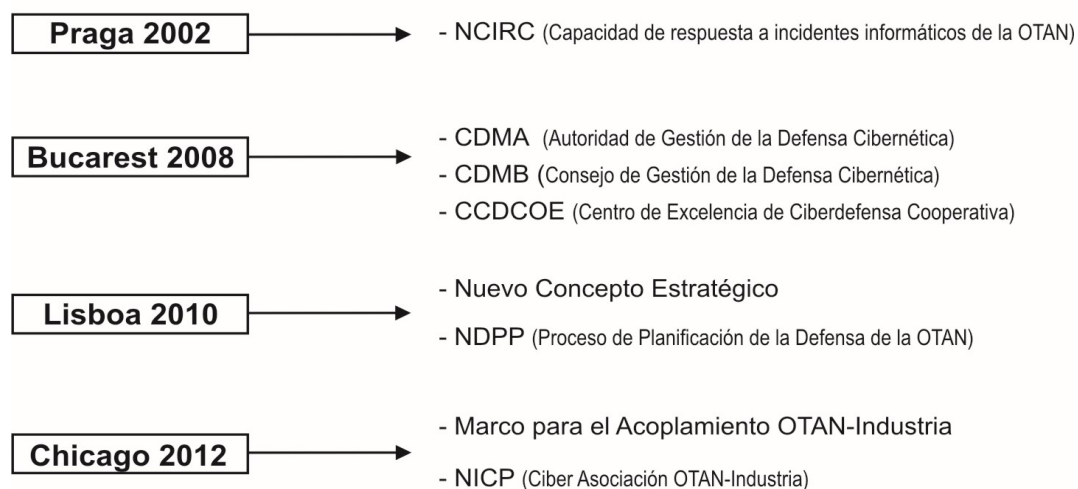 Praga 2002
- NCIRC (Capacidad de respuesta a incidentes informáticos de la OTAN)
Bucarest 2008
- CDMA (Autoridad de Gestión de la Defensa Cibernética)
- CDMB (Consejo de Gestión de la Defensa Cibernética)
- CCDCOE (Centro de Excelencia de Ciberdefensa Cooperativa)
Lisboa 2010
- Nuevo Concepto Estratégico
- NDPP (Proceso de Planificación de la Defensa de la OTAN)
Chicago 2012
- Marco para el Acoplamiento OTAN-Industria
- NICP (Ciber Asociación OTAN-Industria)